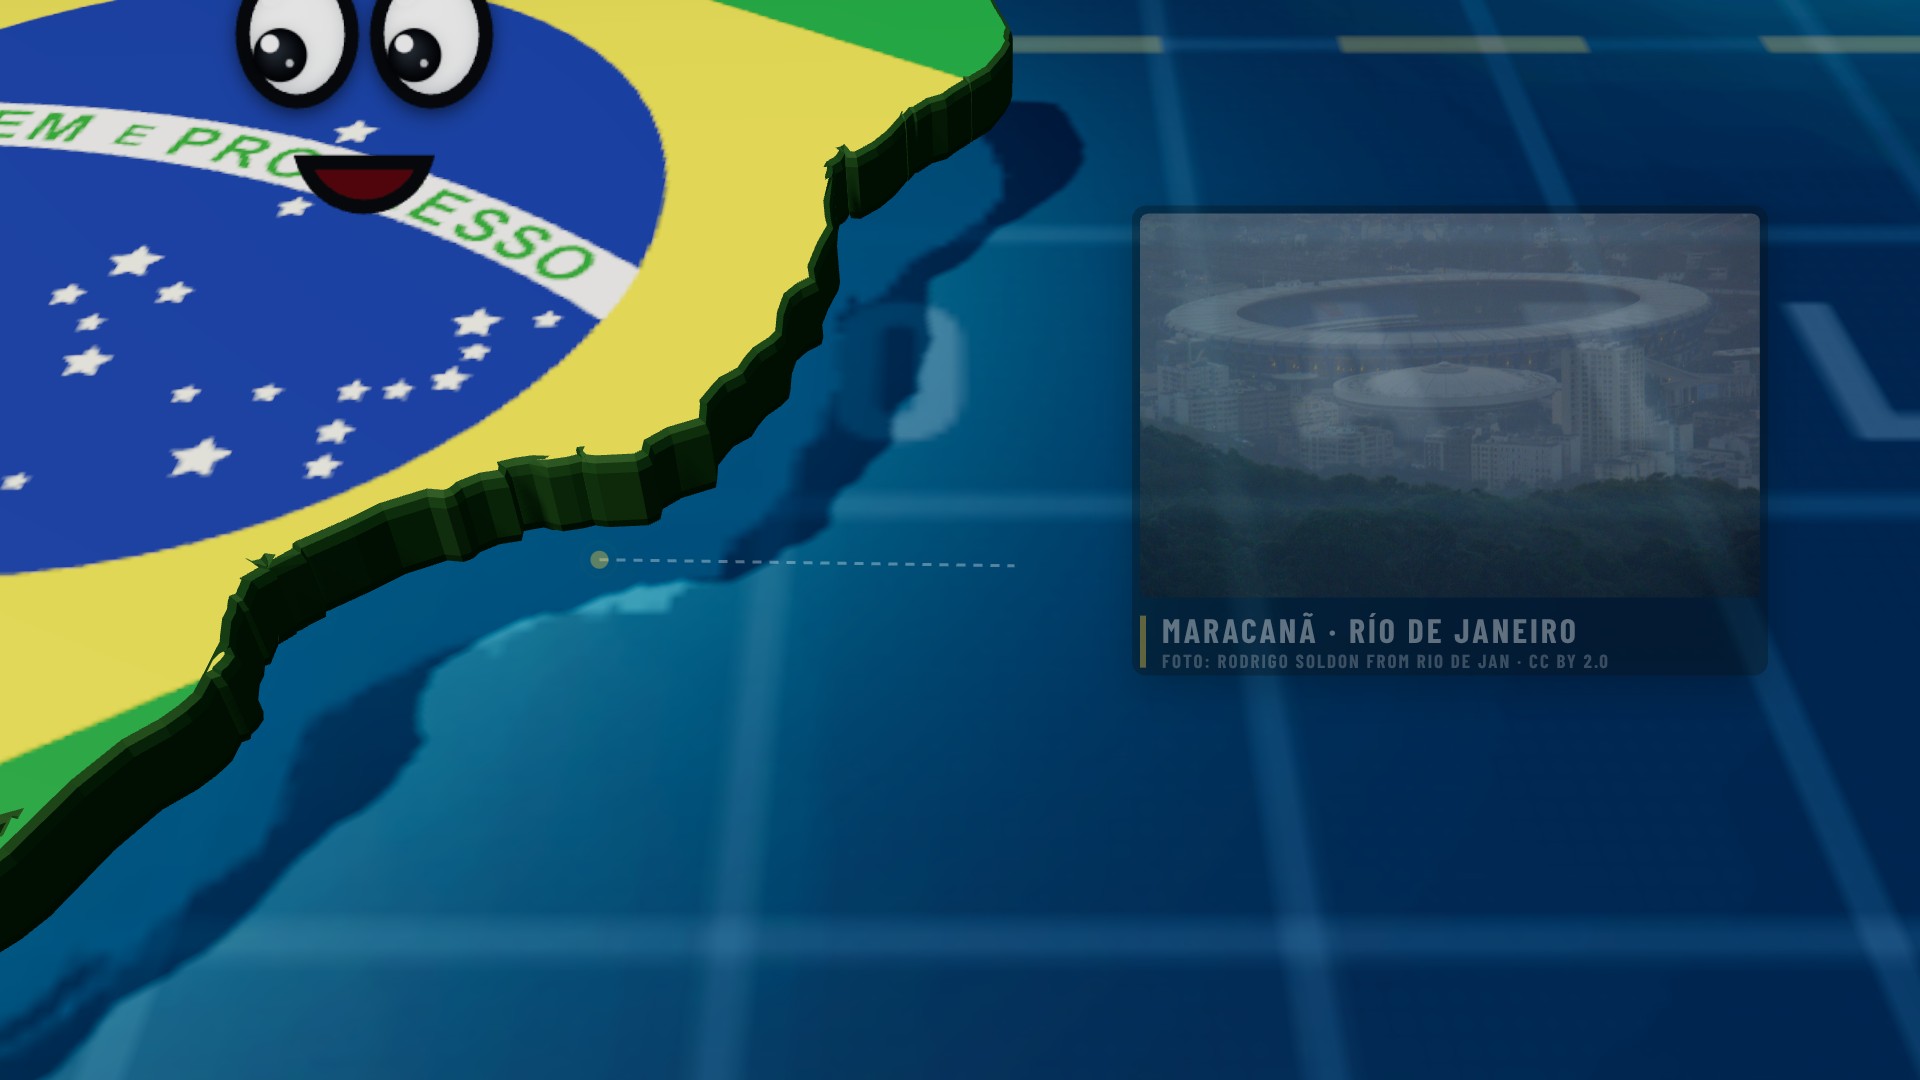 EM E PRO ESSO
MARACANÃ · RÍO DE JANEIRO
FOTO: RODRIGO SOLDON FROM RIO DE JAN · CC BY 2.0